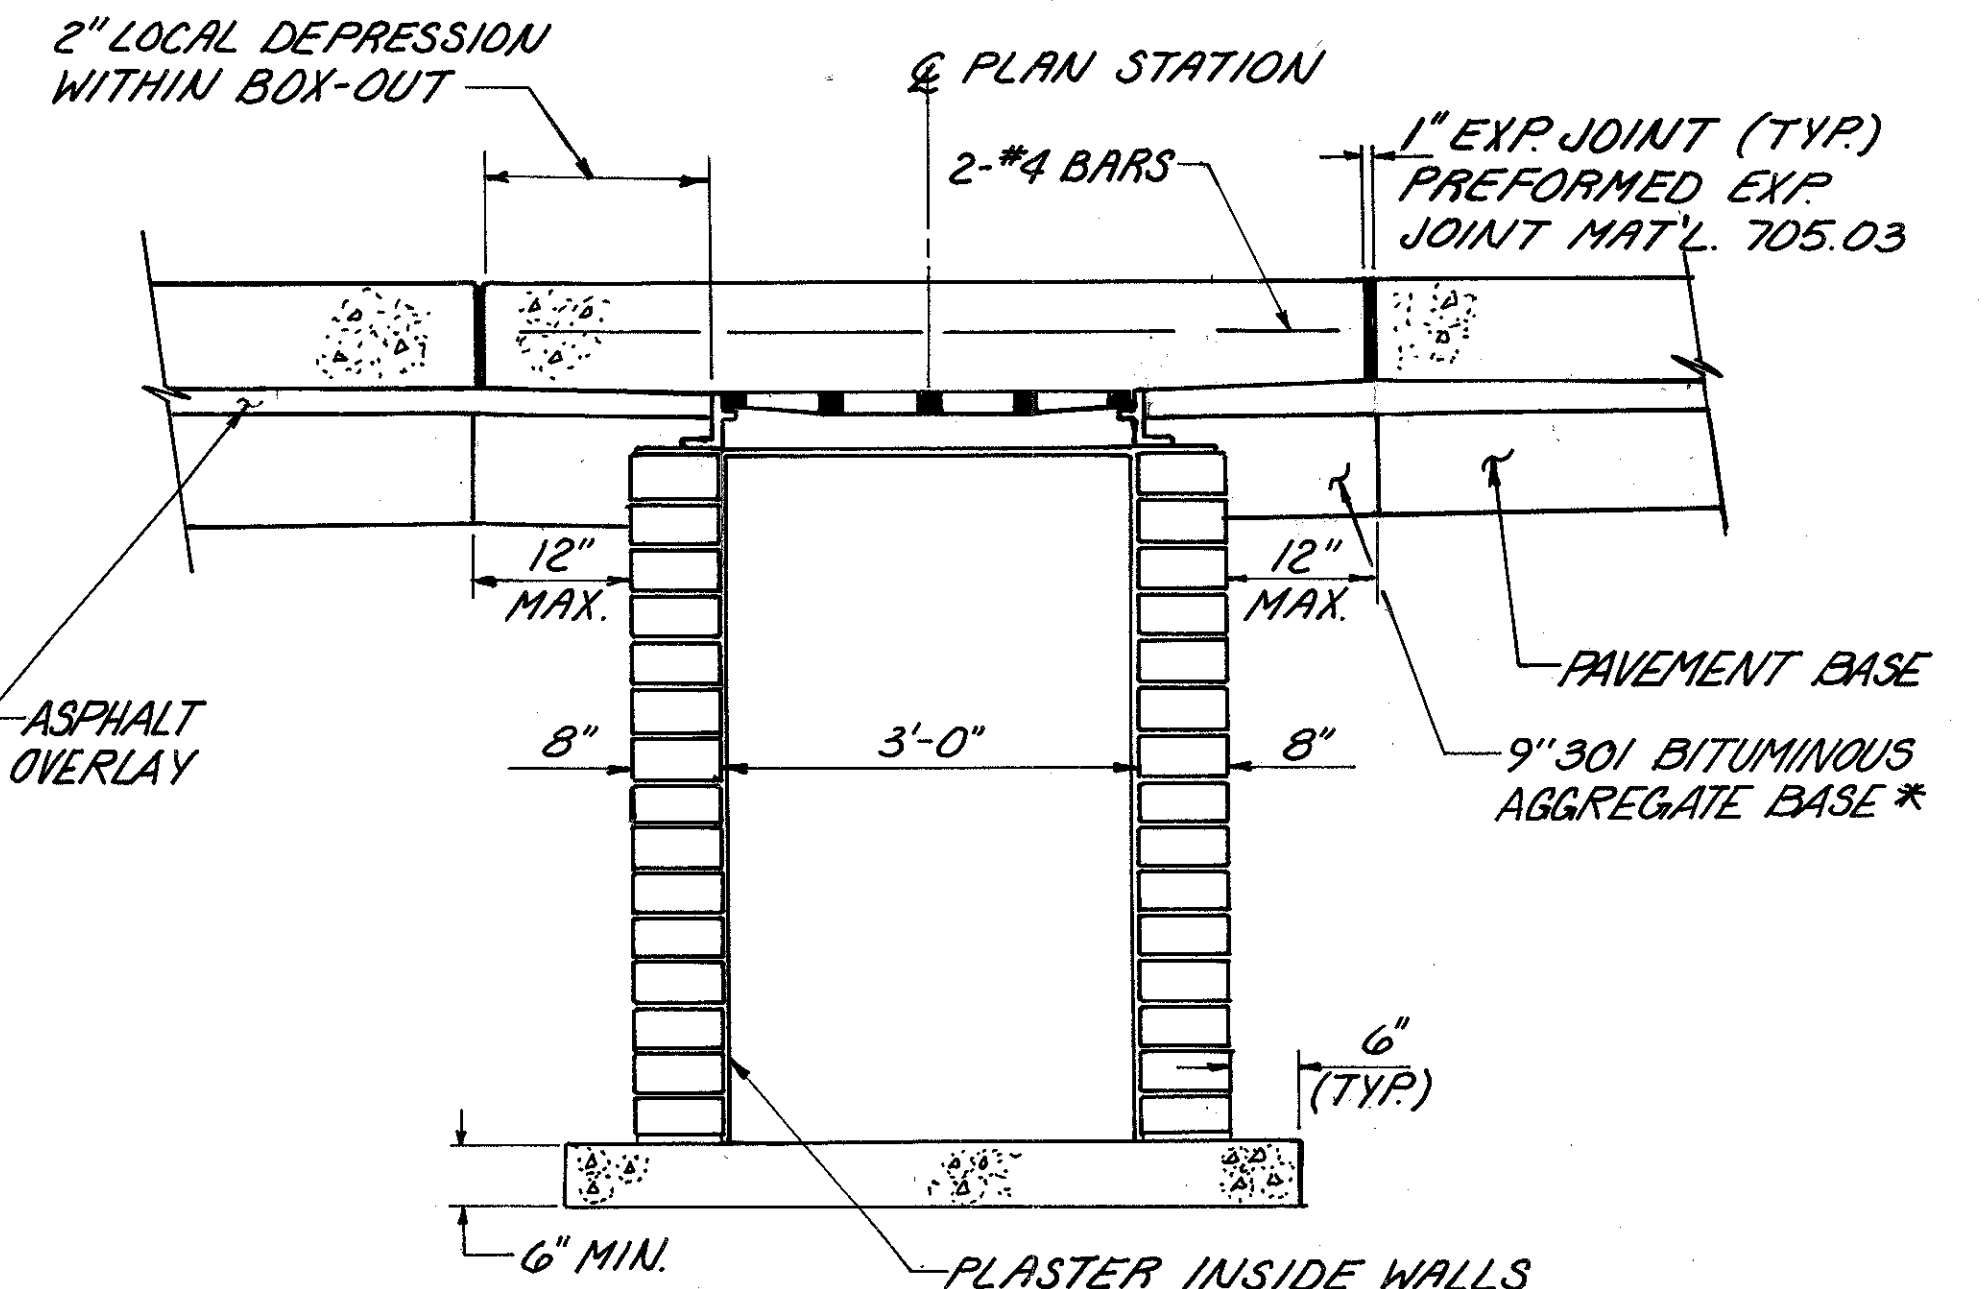 2" LOCAL DEPRESSION
WITHIN BOX-OUT
℄ PLAN STATION
2-#4 BARS
1" EXP. JOINT (TYP.)
PREFORMED EXP.
JOINT MAT'L. 705.03
12"
MAX.
12"
MAX.
PAVEMENT BASE
ASPHALT
OVERLAY
8"
3'-0"
8"
9" 301 BITUMINOUS
AGGREGATE BASE *
6"
(TYP.)
6" MIN.
PLASTER INSIDE WALLS